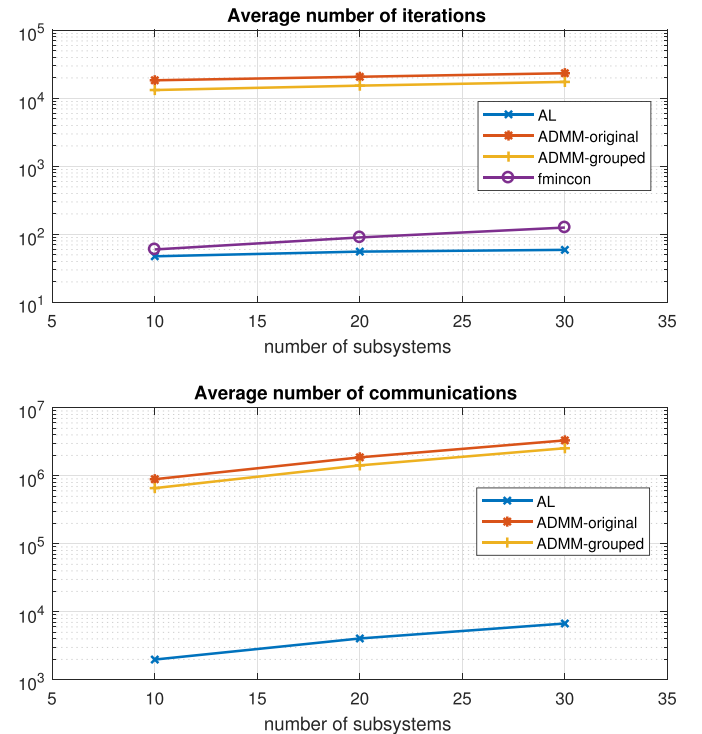 Average number of iterations
10^5
10^4
10^3
10^2
10^1
AL
ADMM-original
ADMM-grouped
fmincon
5 10 15 20 25 30 35
number of subsystems
Average number of communications
10^7
10^6
10^5
10^4
10^3
AL
ADMM-original
ADMM-grouped
5 10 15 20 25 30 35
number of subsystems